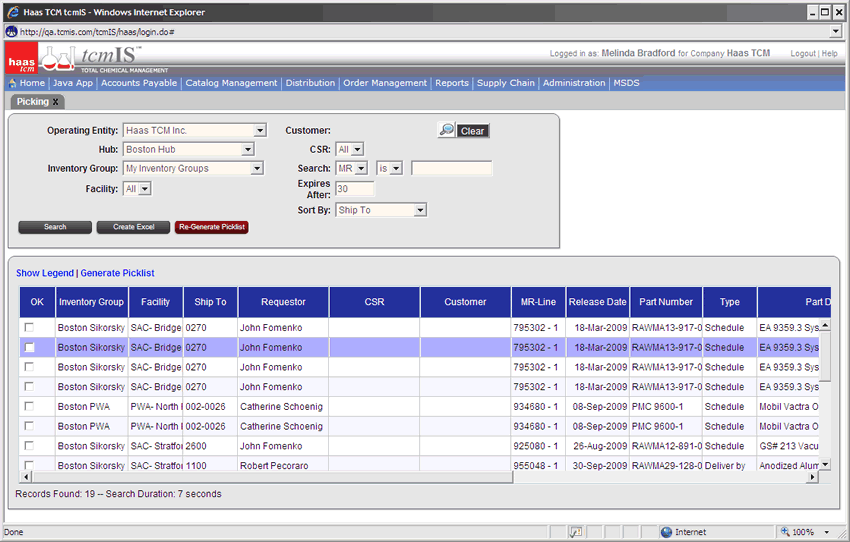 Haas TCM tcmIS - Windows Internet Explorer
http://qa.tcmis.com/tcmIS/haas/login.do#
haas tcm
tcmIS™
TOTAL CHEMICAL MANAGEMENT
Logged in as: Melinda Bradford for Company Haas TCM Logout | Help
Home | Java App | Accounts Payable | Catalog Management | Distribution | Order Management | Reports | Supply Chain | Administration | MSDS
Picking X
Operating Entity: Haas TCM Inc. Customer: Clear
Hub: Boston Hub CSR: All
Inventory Group: My Inventory Groups Search: MR is
Facility: All Expires After: 30
Sort By: Ship To
Search Create Excel Re-Generate Picklist
Show Legend | Generate Picklist
OK Inventory Group Facility Ship To Requestor CSR Customer MR-Line Release Date Part Number Type Part D
Boston Sikorsky SAC- Bridge 0270 John Fomenko 795302 - 1 18-Mar-2009 RAWMA13-917-0 Schedule EA 9359.3 Sys
Boston Sikorsky SAC- Bridge 0270 John Fomenko 795302 - 1 18-Mar-2009 RAWMA13-917-0 Schedule EA 9359.3 Sys
Boston Sikorsky SAC- Bridge 0270 John Fomenko 795302 - 1 18-Mar-2009 RAWMA13-917-0 Schedule EA 9359.3 Sys
Boston Sikorsky SAC- Bridge 0270 John Fomenko 795302 - 1 18-Mar-2009 RAWMA13-917-0 Schedule EA 9359.3 Sys
Boston PWA PWA- North 002-0026 Catherine Schoenig 934680 - 1 08-Sep-2009 PMC 9600-1 Schedule Mobil Vactra O
Boston PWA PWA- North 002-0026 Catherine Schoenig 934680 - 1 08-Sep-2009 PMC 9600-1 Schedule Mobil Vactra O
Boston Sikorsky SAC- Stratfor 2600 John Fomenko 925080 - 1 26-Aug-2009 RAWMA12-891-0 Schedule GS# 213 Vacu
Boston Sikorsky SAC- Stratfo 1100 Robert Pecoraro 955048 - 1 30-Sep-2009 RAWMA29-128-0 Deliver by Anodized Alum
Records Found: 19 -- Search Duration: 7 seconds
Done Internet 100%